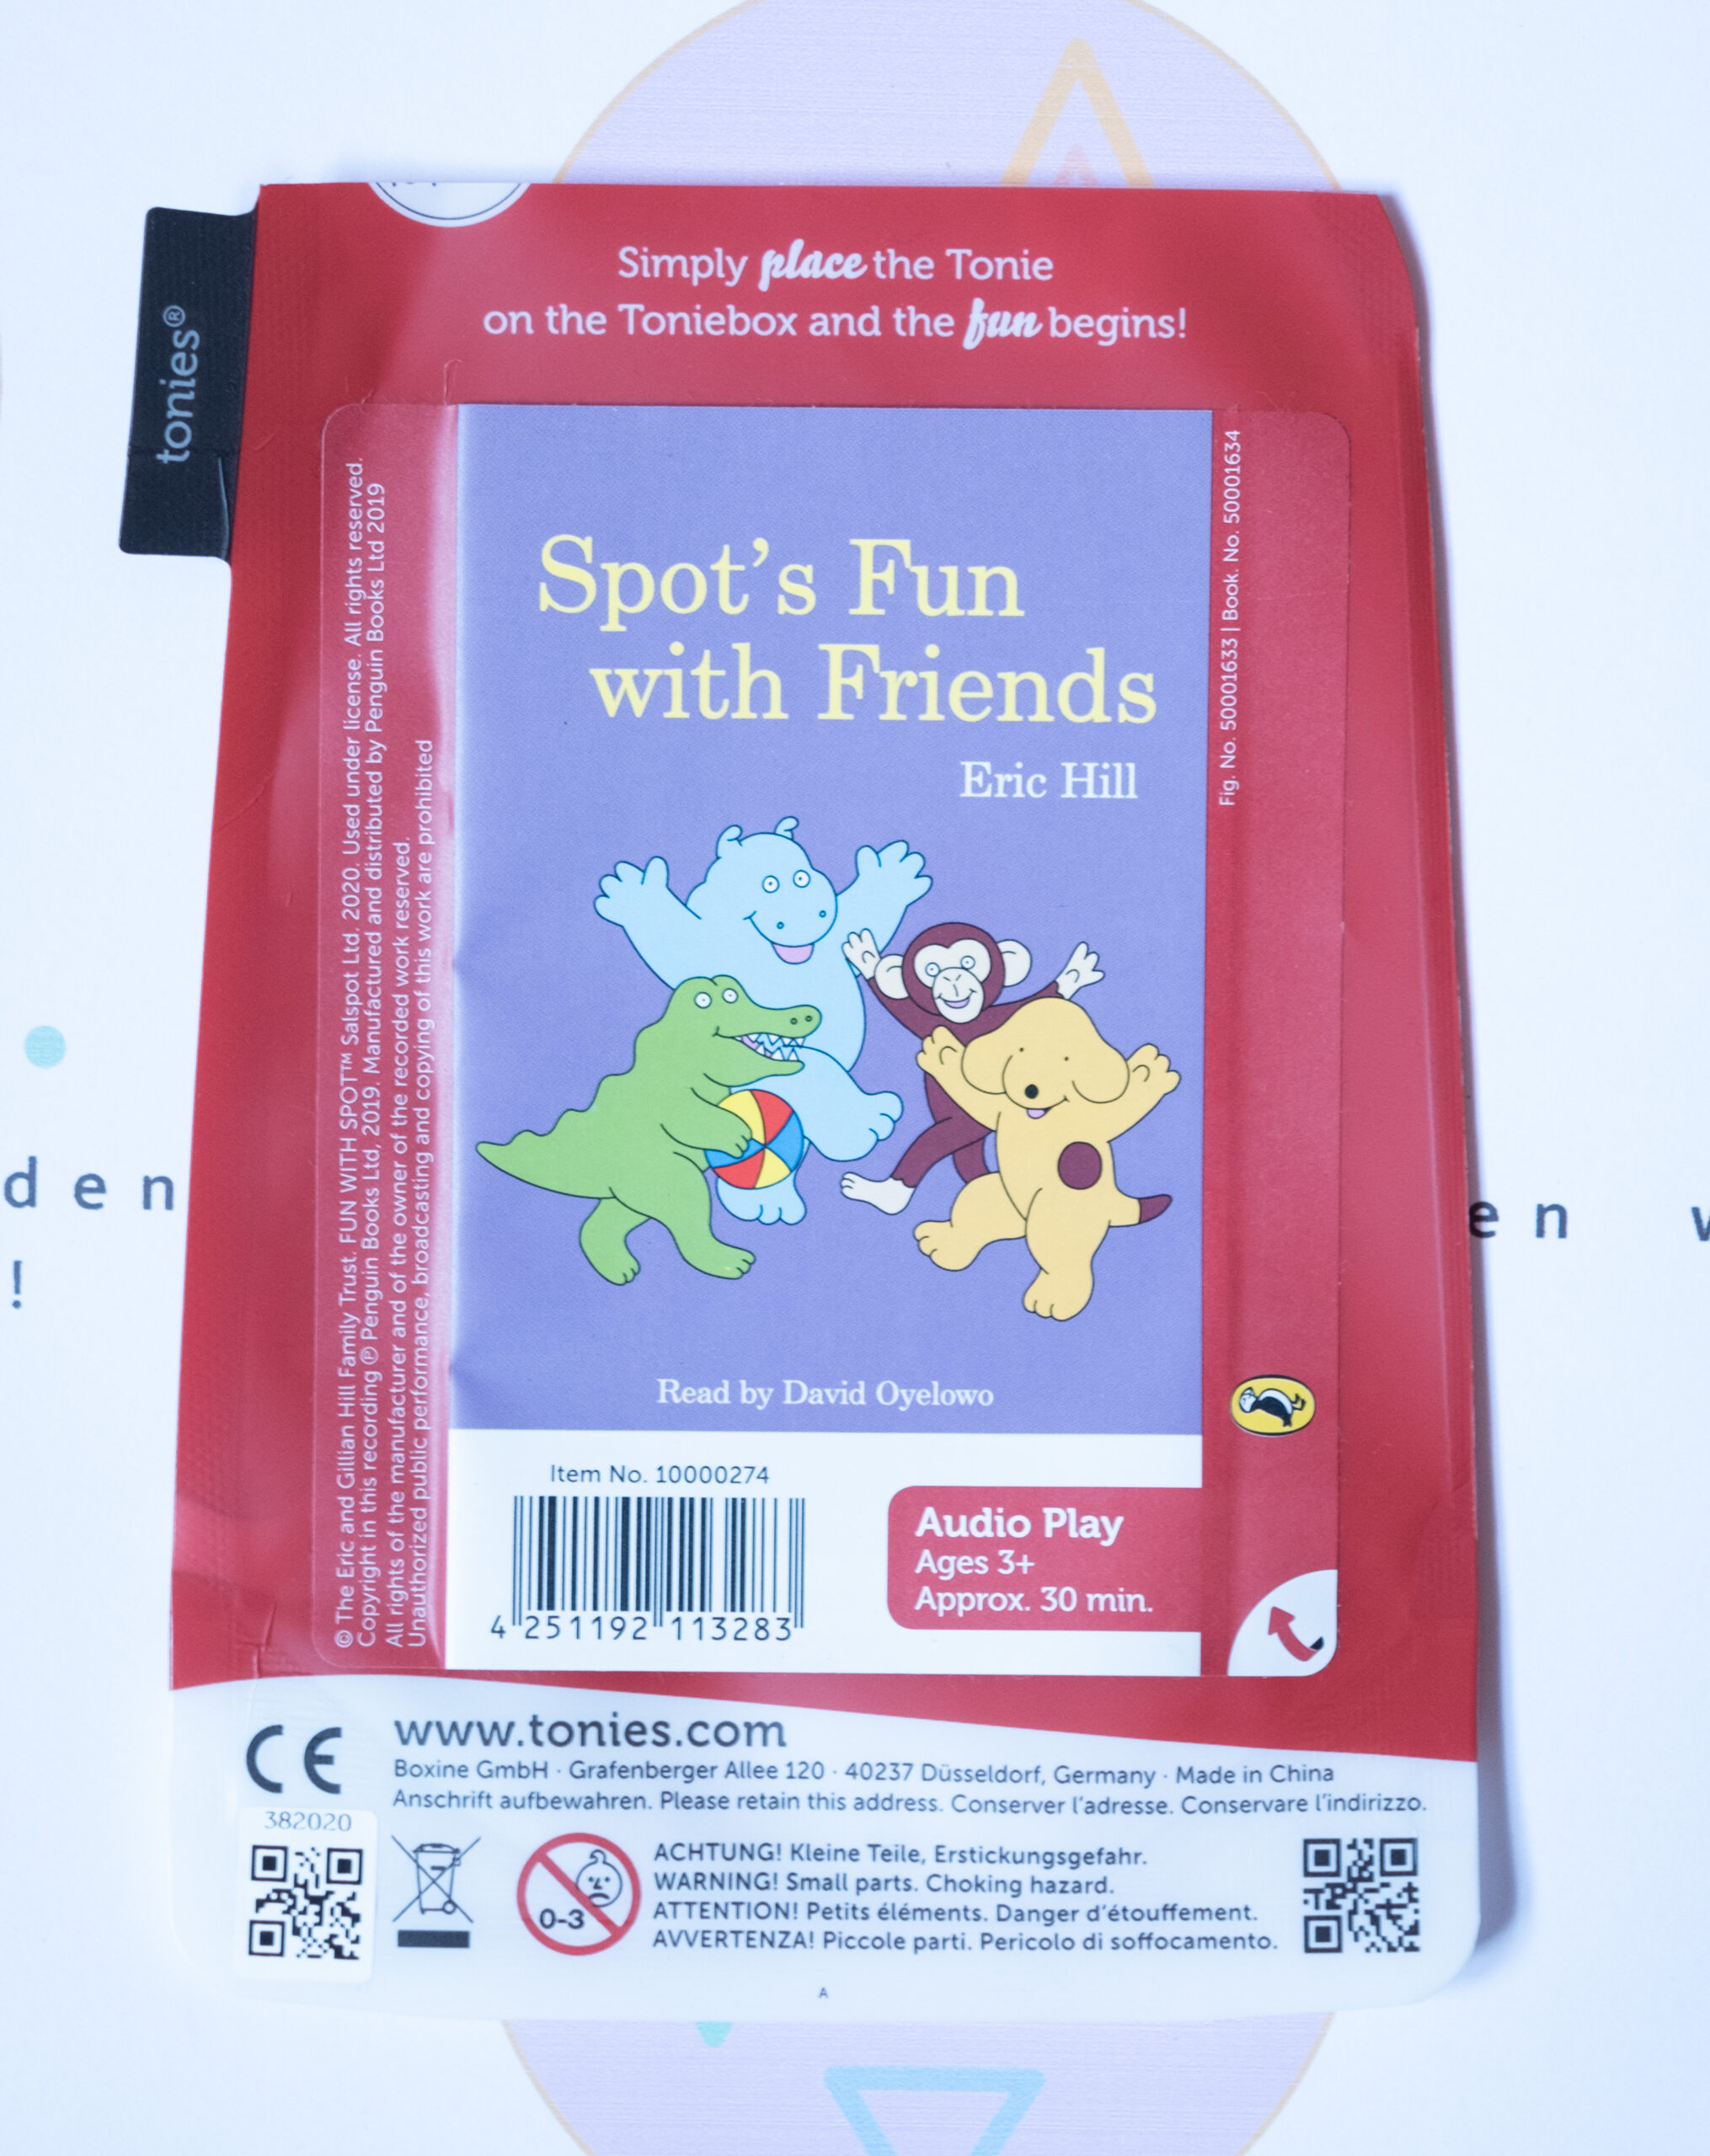 Simply place the Tonie
on the Toniebox and the fun begins!
tonies®
© The Eric and Gillian Hill Family Trust. FUN WITH SPOT™ Salspot Ltd. 2020. Used under license. All rights reserved.
Copyright in this recording ℗ Penguin Books Ltd, 2019. Manufactured and distributed by Penguin Books Ltd 2019
All rights of the manufacturer and of the owner of the recorded work reserved.
Unauthorized public performance, broadcasting and copying of this work are prohibited
Spot's Fun
with Friends
Eric Hill
Read by David Oyelowo
Fig. No. 50001633 | Book. No. 50001634
Item No. 10000274
4 251192 113283
Audio Play
Ages 3+
Approx. 30 min.
CE
www.tonies.com
Boxine GmbH · Grafenberger Allee 120 · 40237 Düsseldorf, Germany · Made in China
Anschrift aufbewahren. Please retain this address. Conserver l'adresse. Conservare l'indirizzo.
382020
0-3
ACHTUNG! Kleine Teile, Erstickungsgefahr.
WARNING! Small parts. Choking hazard.
ATTENTION! Petits éléments. Danger d'étouffement.
AVVERTENZA! Piccole parti. Pericolo di soffocamento.
A
den
!
en w